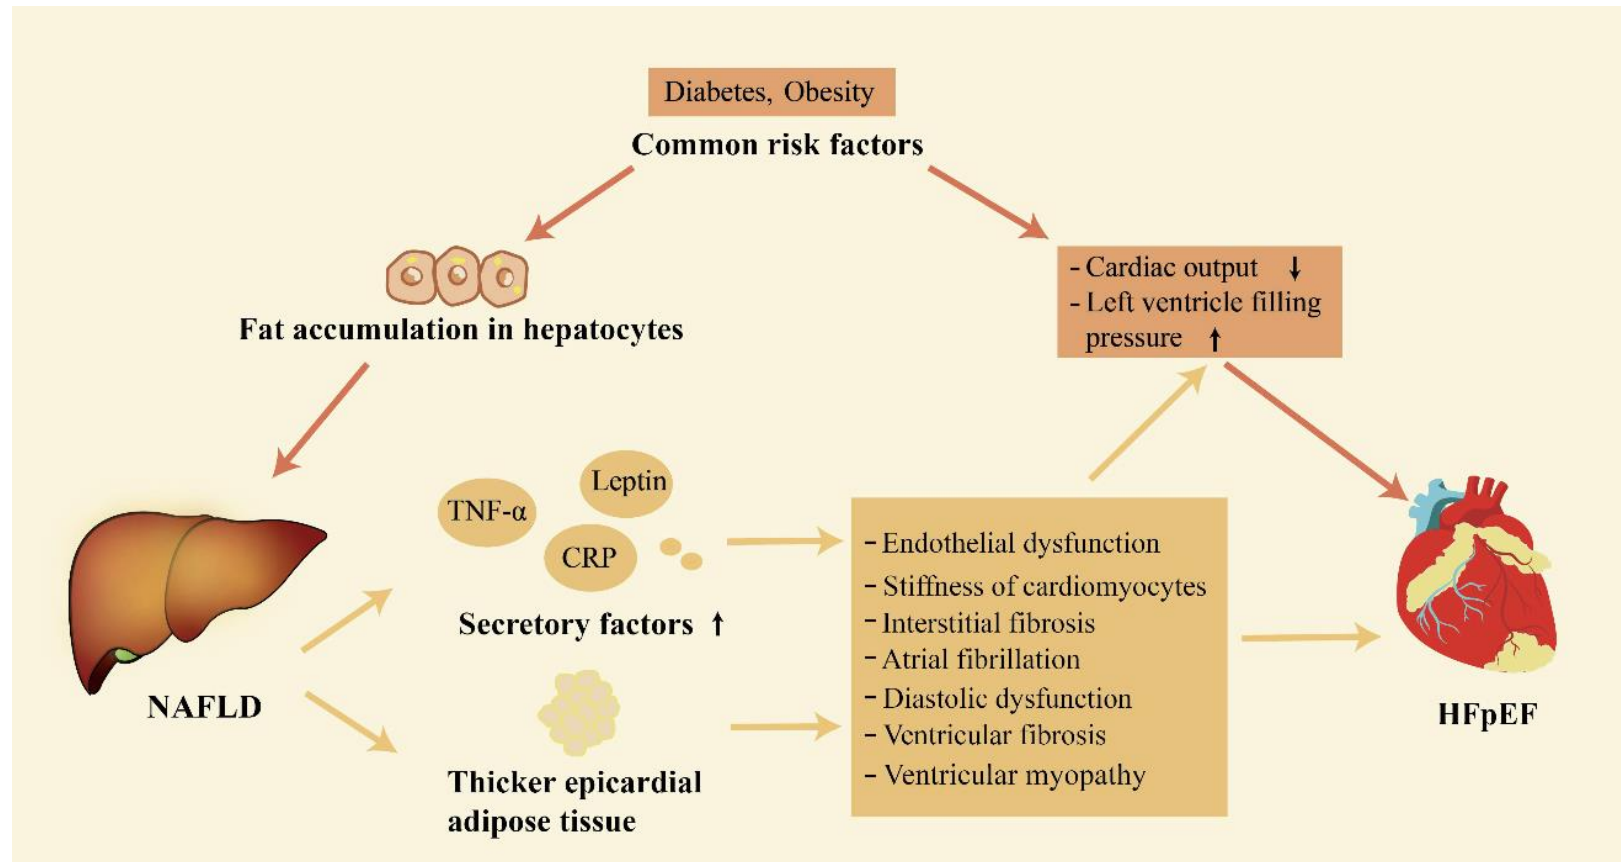 Diabetes, Obesity
Common risk factors
Fat accumulation in hepatocytes
- Cardiac output ↓
- Left ventricle filling
pressure ↑
TNF-α
Leptin
CRP
Secretory factors ↑
NAFLD
Thicker epicardial
adipose tissue
- Endothelial dysfunction
- Stiffness of cardiomyocytes
- Interstitial fibrosis
- Atrial fibrillation
- Diastolic dysfunction
- Ventricular fibrosis
- Ventricular myopathy
HFpEF